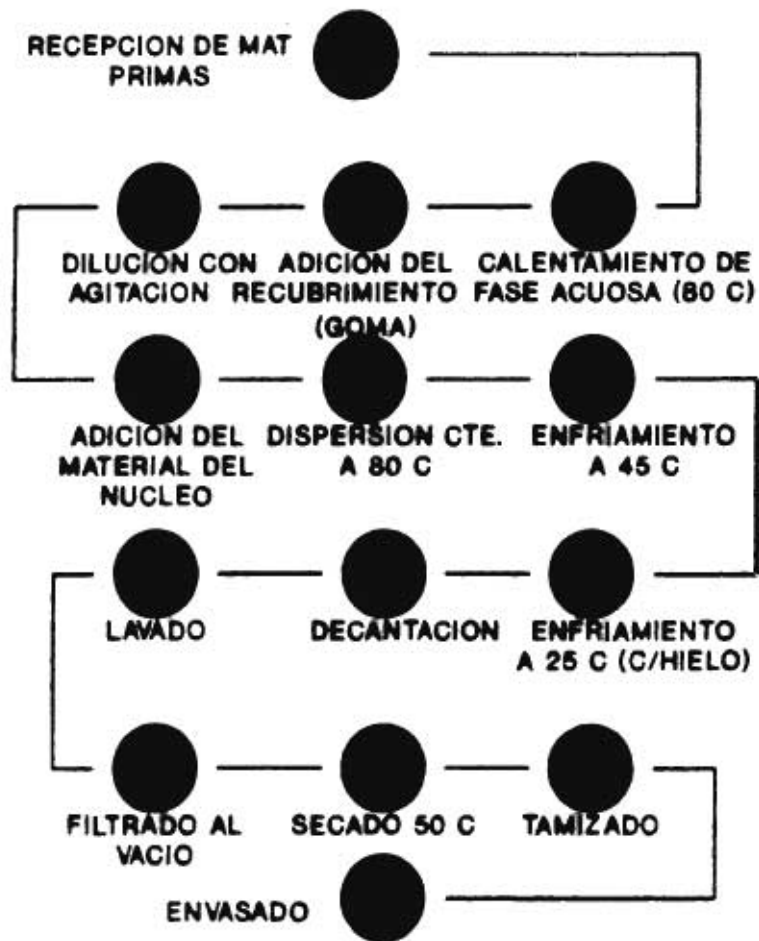 RECEPCION DE MAT
PRIMAS
DILUCION CON
AGITACION
ADICION DEL
RECUBRIMIENTO
(GOMA)
CALENTAMIENTO DE
FASE ACUOSA (80 C)
ADICION DEL
MATERIAL DEL
NUCLEO
DISPERSION CTE.
A 80 C
ENFRIAMIENTO
A 45 C
LAVADO
DECANTACION
ENFRIAMIENTO
A 25 C (C/HIELO)
FILTRADO AL
VACIO
SECADO 50 C
TAMIZADO
ENVASADO